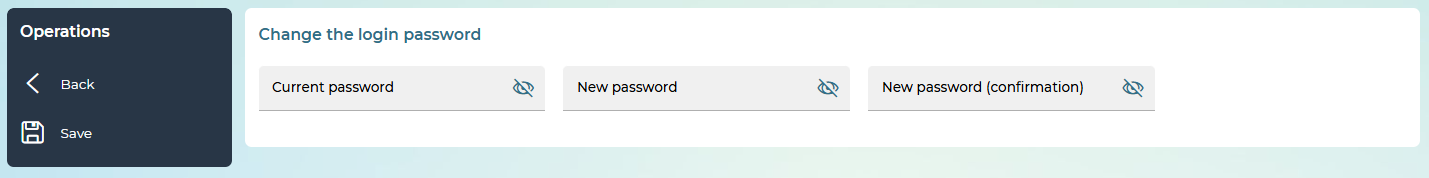 Operations
Back
Save
Change the login password
Current password
New password
New password (confirmation)